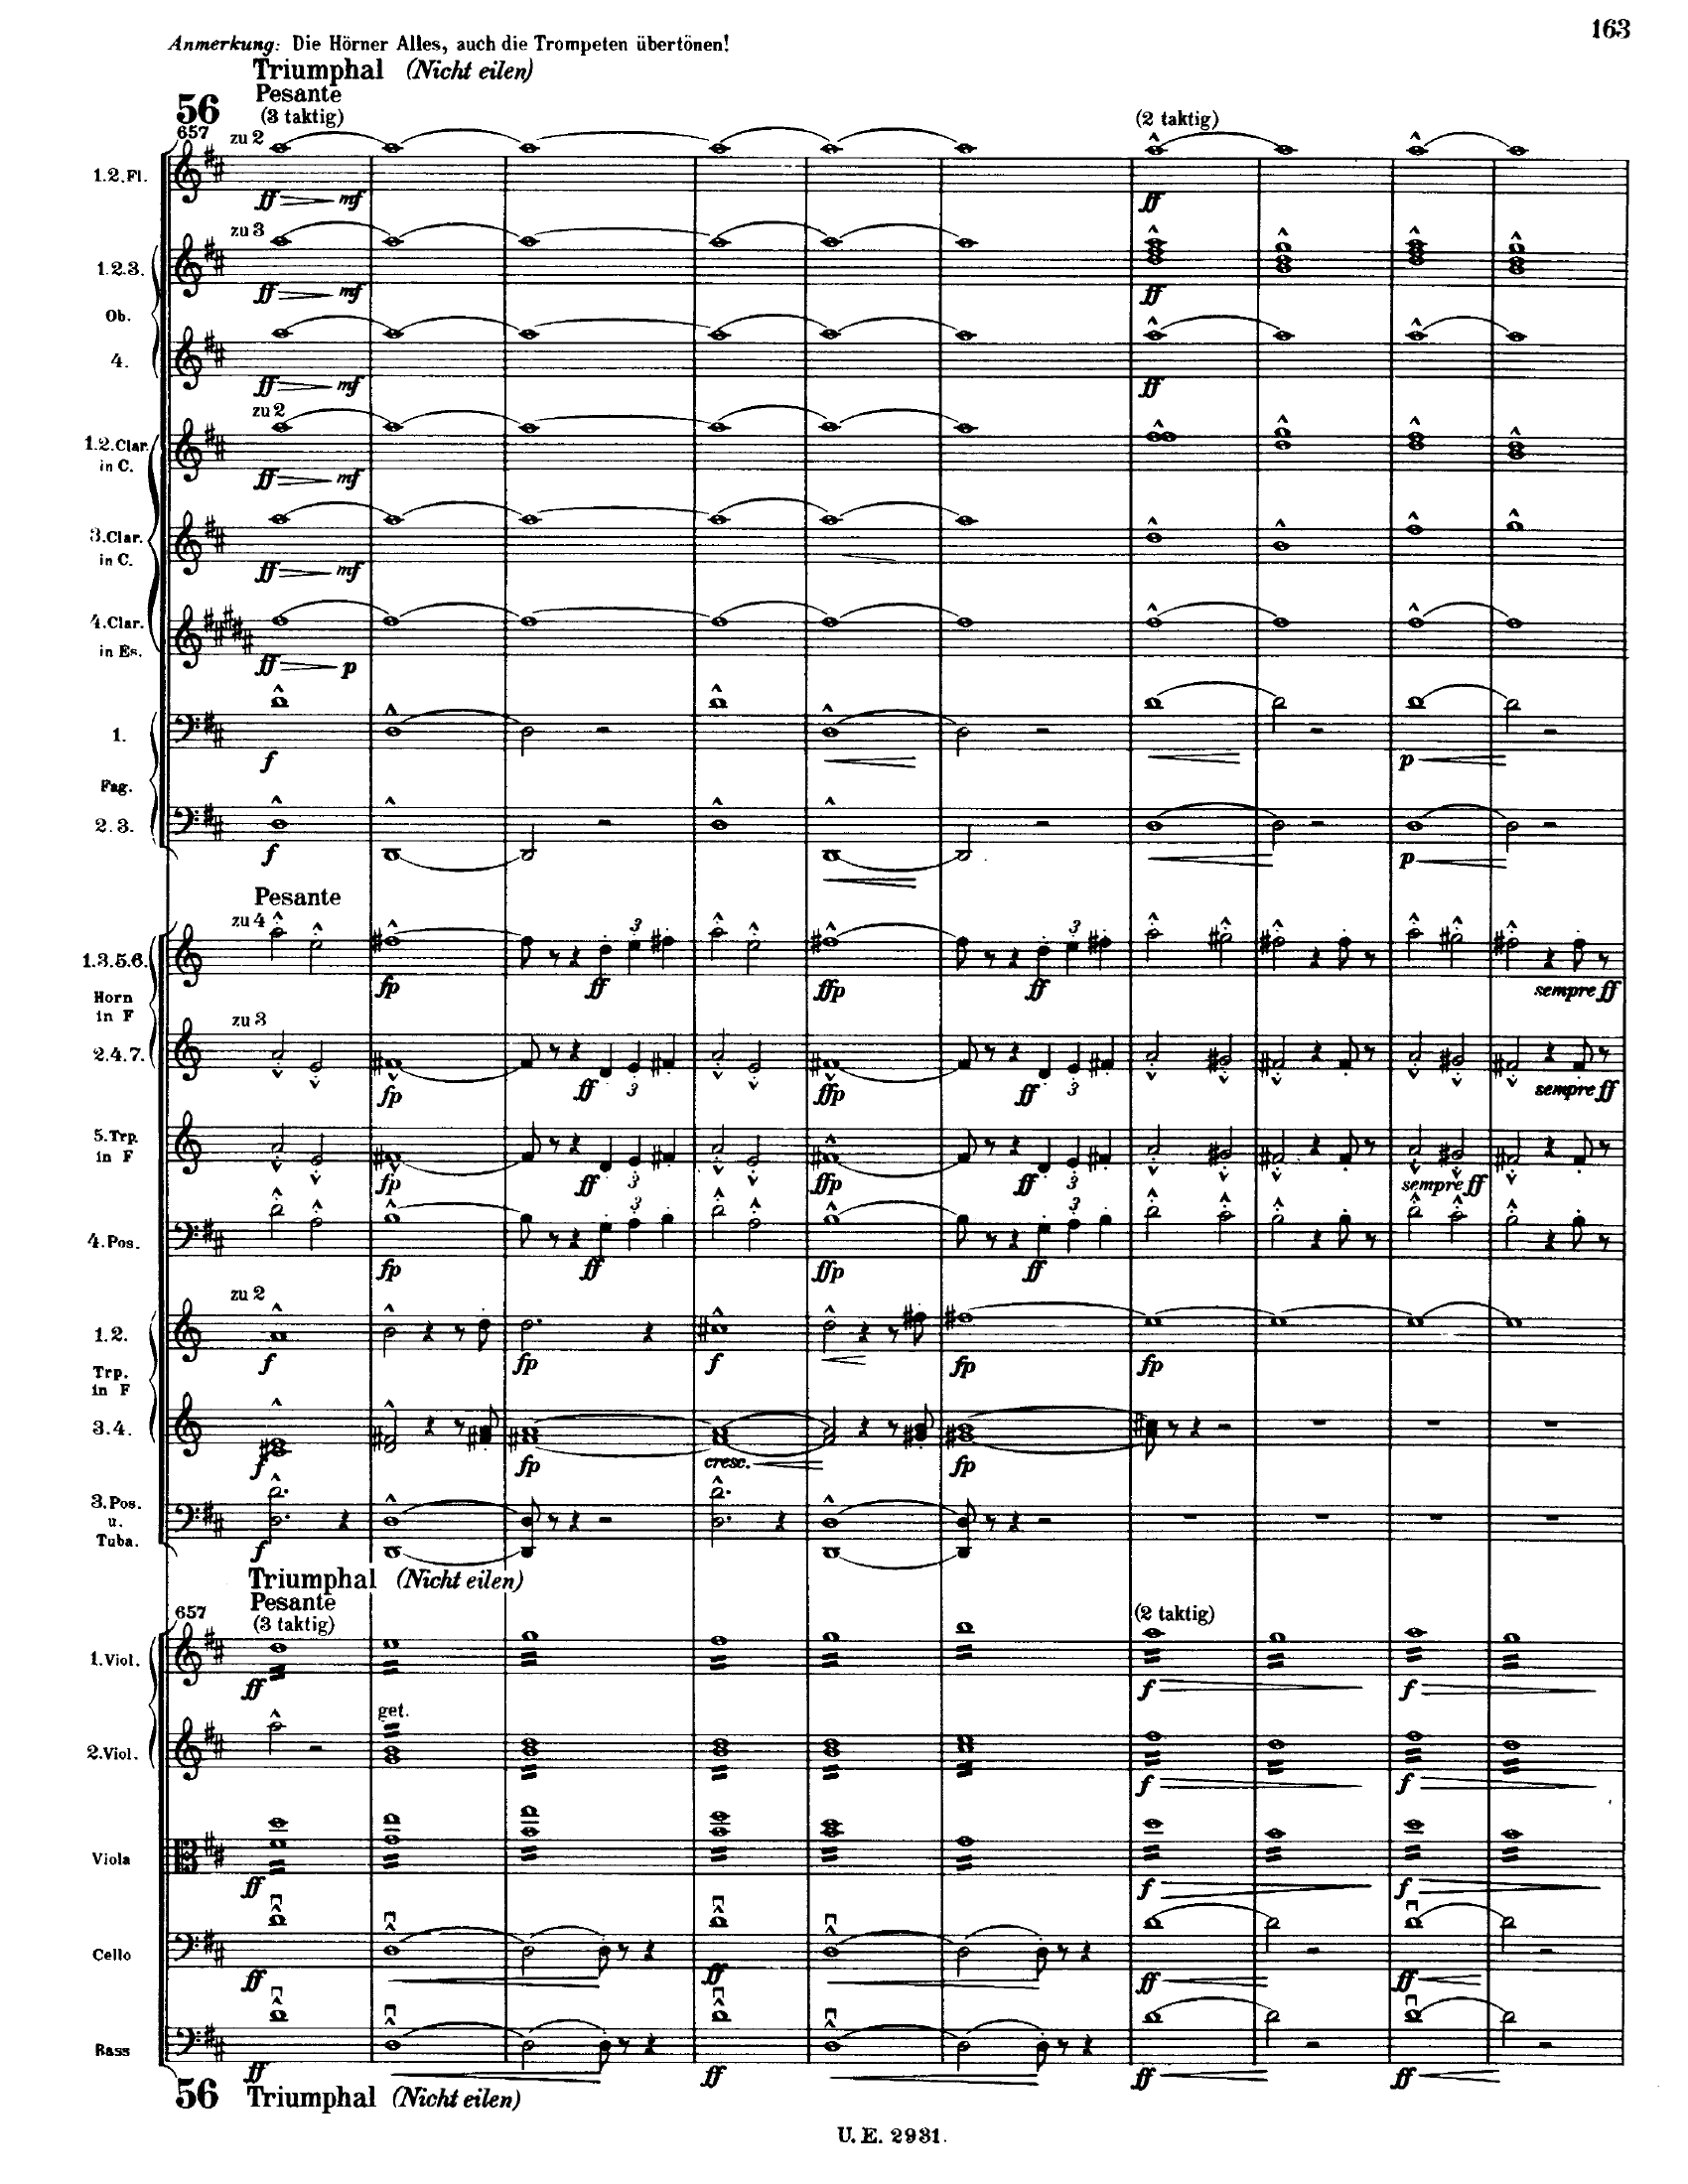 163
Anmerkung: Die Hörner Alles, auch die Trompeten übertönen!
Triumphal (Nicht eilen)
Pesante
56 (3 taktig) (2 taktig)
657 zu 2
1.2.Fl.
ff mf ff
zu 3
1.2.3.
ff mf ff
Ob.
4.
ff mf ff
zu 2
1.2.Clar.
in C.
ff mf
3.Clar.
in C.
ff mf
4.Clar.
in Es.
ff p
1.
f p
Fag.
2.3.
f p
Pesante
zu 4
3 3
1.3.5.6.
fp ff ffp ff sempre ff
Horn
in F
zu 3
2.4.7.
fp ff 3 ffp ff 3 sempre ff
5.Trp.
in F
fp ff 3 ffp ff 3 sempre ff
3 3
4.Pos.
fp ff ffp ff
zu 2
1.2.
f fp f fp fp
Trp.
in F
3.4.
f fp cresc. fp
3.Pos.
u.
Tuba.
f
Triumphal (Nicht eilen)
Pesante
657 (3 taktig) (2 taktig)
1.Viol.
ff f f
get.
2.Viol.
f f
Viola
ff f f
Cello
ff ff ff ff
Bass
ff ff ff ff
56 Triumphal (Nicht eilen)
U.E. 2931.